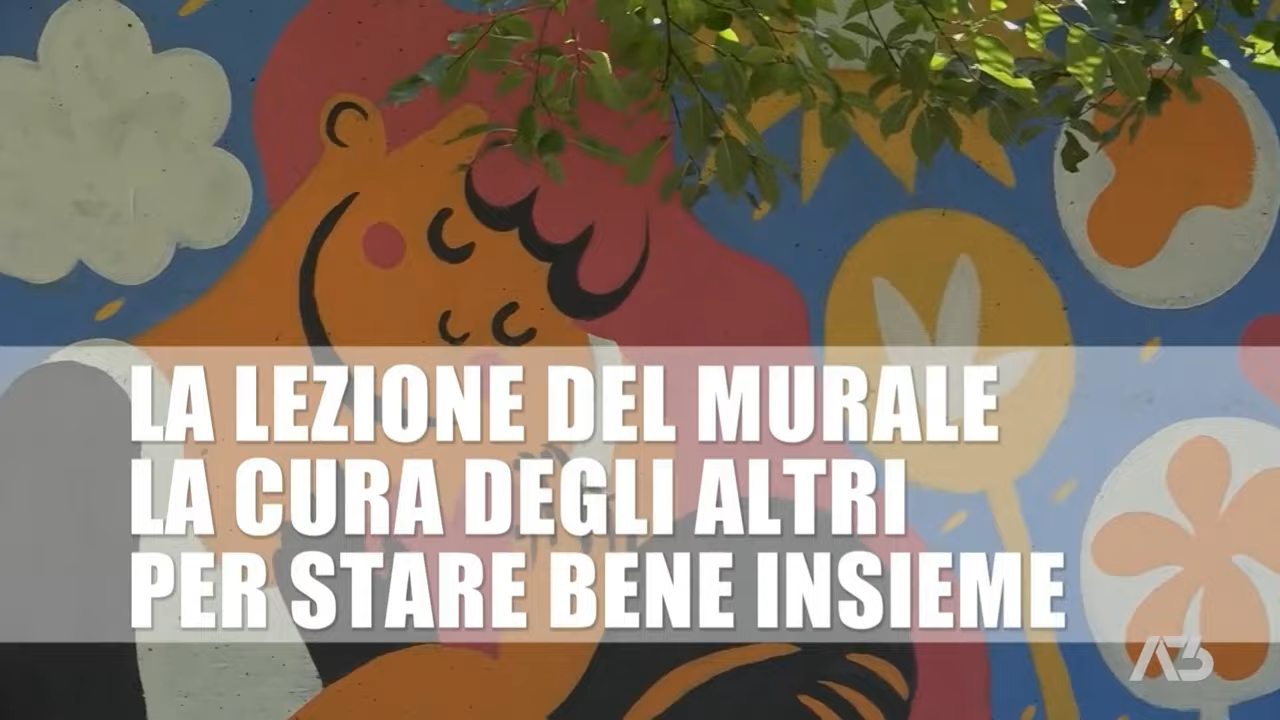 LA LEZIONE DEL MURALE
LA CURA DEGLI ALTRI
PER STARE BENE INSIEME